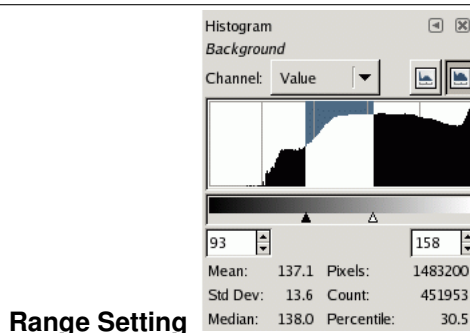 Histogram
Background
Channel: Value
93 158
Mean: 137.1 Pixels: 1483200
Std Dev: 13.6 Count: 451953
Median: 138.0 Percentile: 30.5
Range Setting